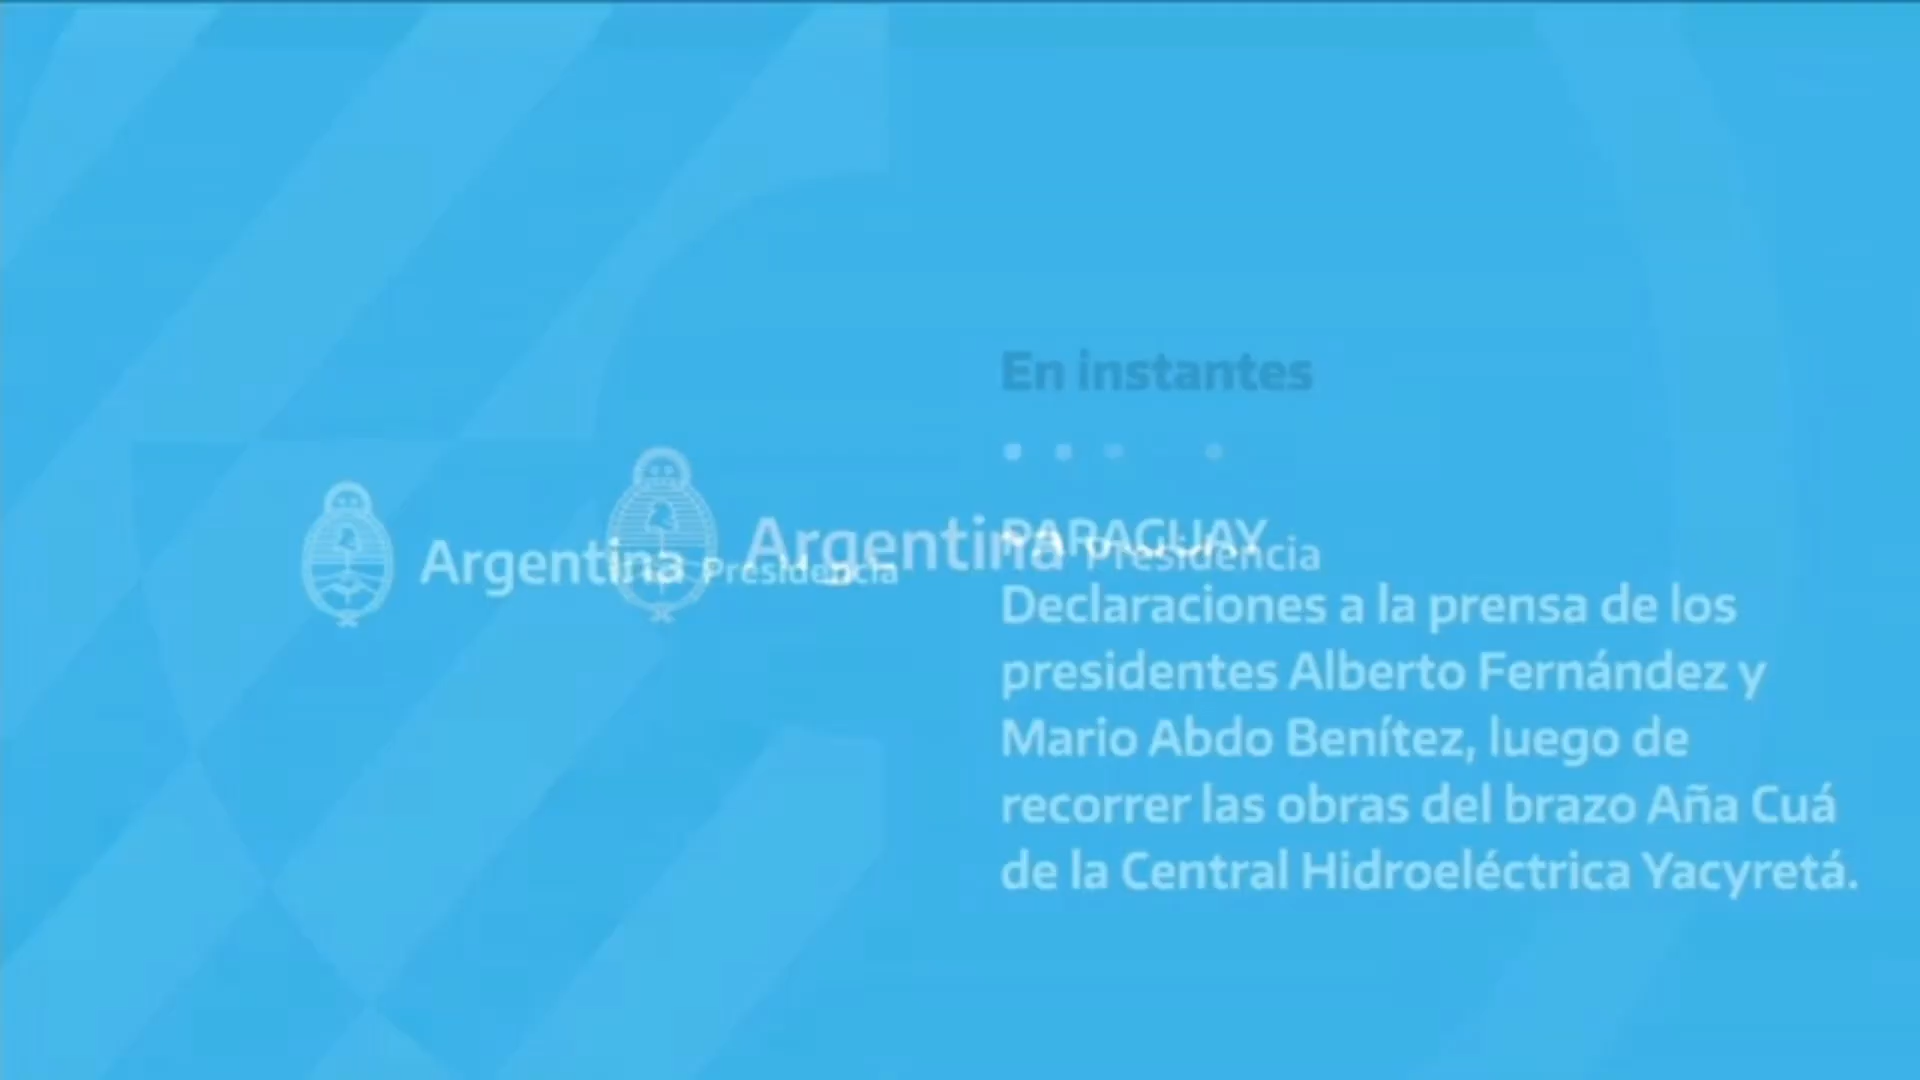 En instantes
Argentina Presidencia
Argentina Presidencia
PARAGUAY
Declaraciones a la prensa de los
presidentes Alberto Fernández y
Mario Abdo Benítez, luego de
recorrer las obras del brazo Aña Cuá
de la Central Hidroeléctrica Yacyretá.